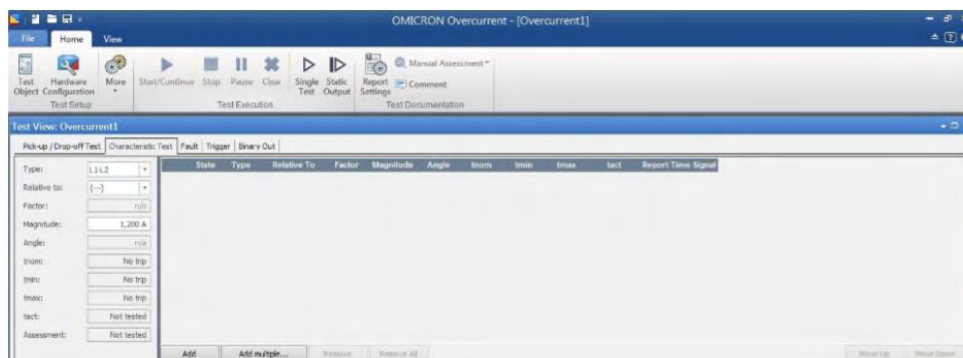 OMICRON Overcurrent - [Overcurrent1]
File Home View
Test Object Hardware Configuration More Start/Continue Stop Pause Clear Single Test Static Output Report Settings Manual Assessment
Comment
Test Setup Test Execution Test Documentation
Test View: Overcurrent1
Pick-up / Drop-off Test Characteristic Test Fault Trigger Binary Out
State Type Relative To Factor Magnitude Angle tnom tmin tmax tact Report Time Signal
Type: L1-L2
Relative to: (---)
Factor: n/a
Magnitude: 1,200 A
Angle: n/a
tnom: No trip
tmin: No trip
tmax: No trip
tact: Not tested
Assessment: Not tested
Add Add multiple... Remove Remove All Move Up Move Down